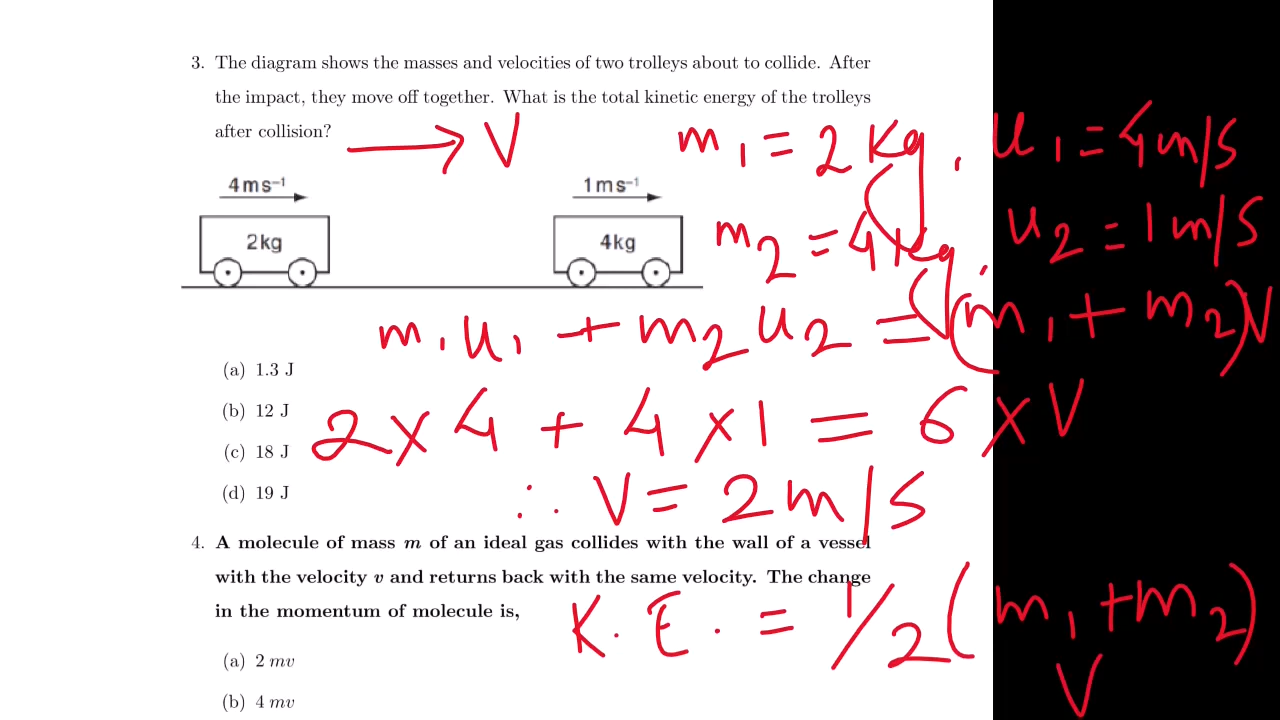 3. The diagram shows the masses and velocities of two trolleys about to collide. After
the impact, they move off together. What is the total kinetic energy of the trolleys
after collision?
V
m1 = 2 kg, u1 = 4 m/s
4ms⁻¹
1ms⁻¹
2kg
4kg
m2 = 4 kg, u2 = 1 m/s
m1u1 + m2u2 = (m1 + m2)V
(a) 1.3 J
(b) 12 J
2 × 4 + 4 × 1 = 6 × V
(c) 18 J
(d) 19 J
∴ V = 2 m/s
4. A molecule of mass m of an ideal gas collides with the wall of a vessel
with the velocity v and returns back with the same velocity. The change
in the momentum of molecule is,
K.E. = 1/2 (m1 + m2)
V
(a) 2 mv
(b) 4 mv